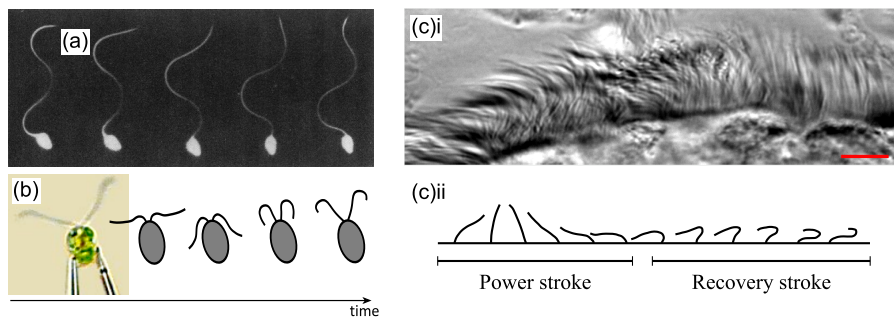 (a)
(b)
time
(c)i
(c)ii
Power stroke
Recovery stroke